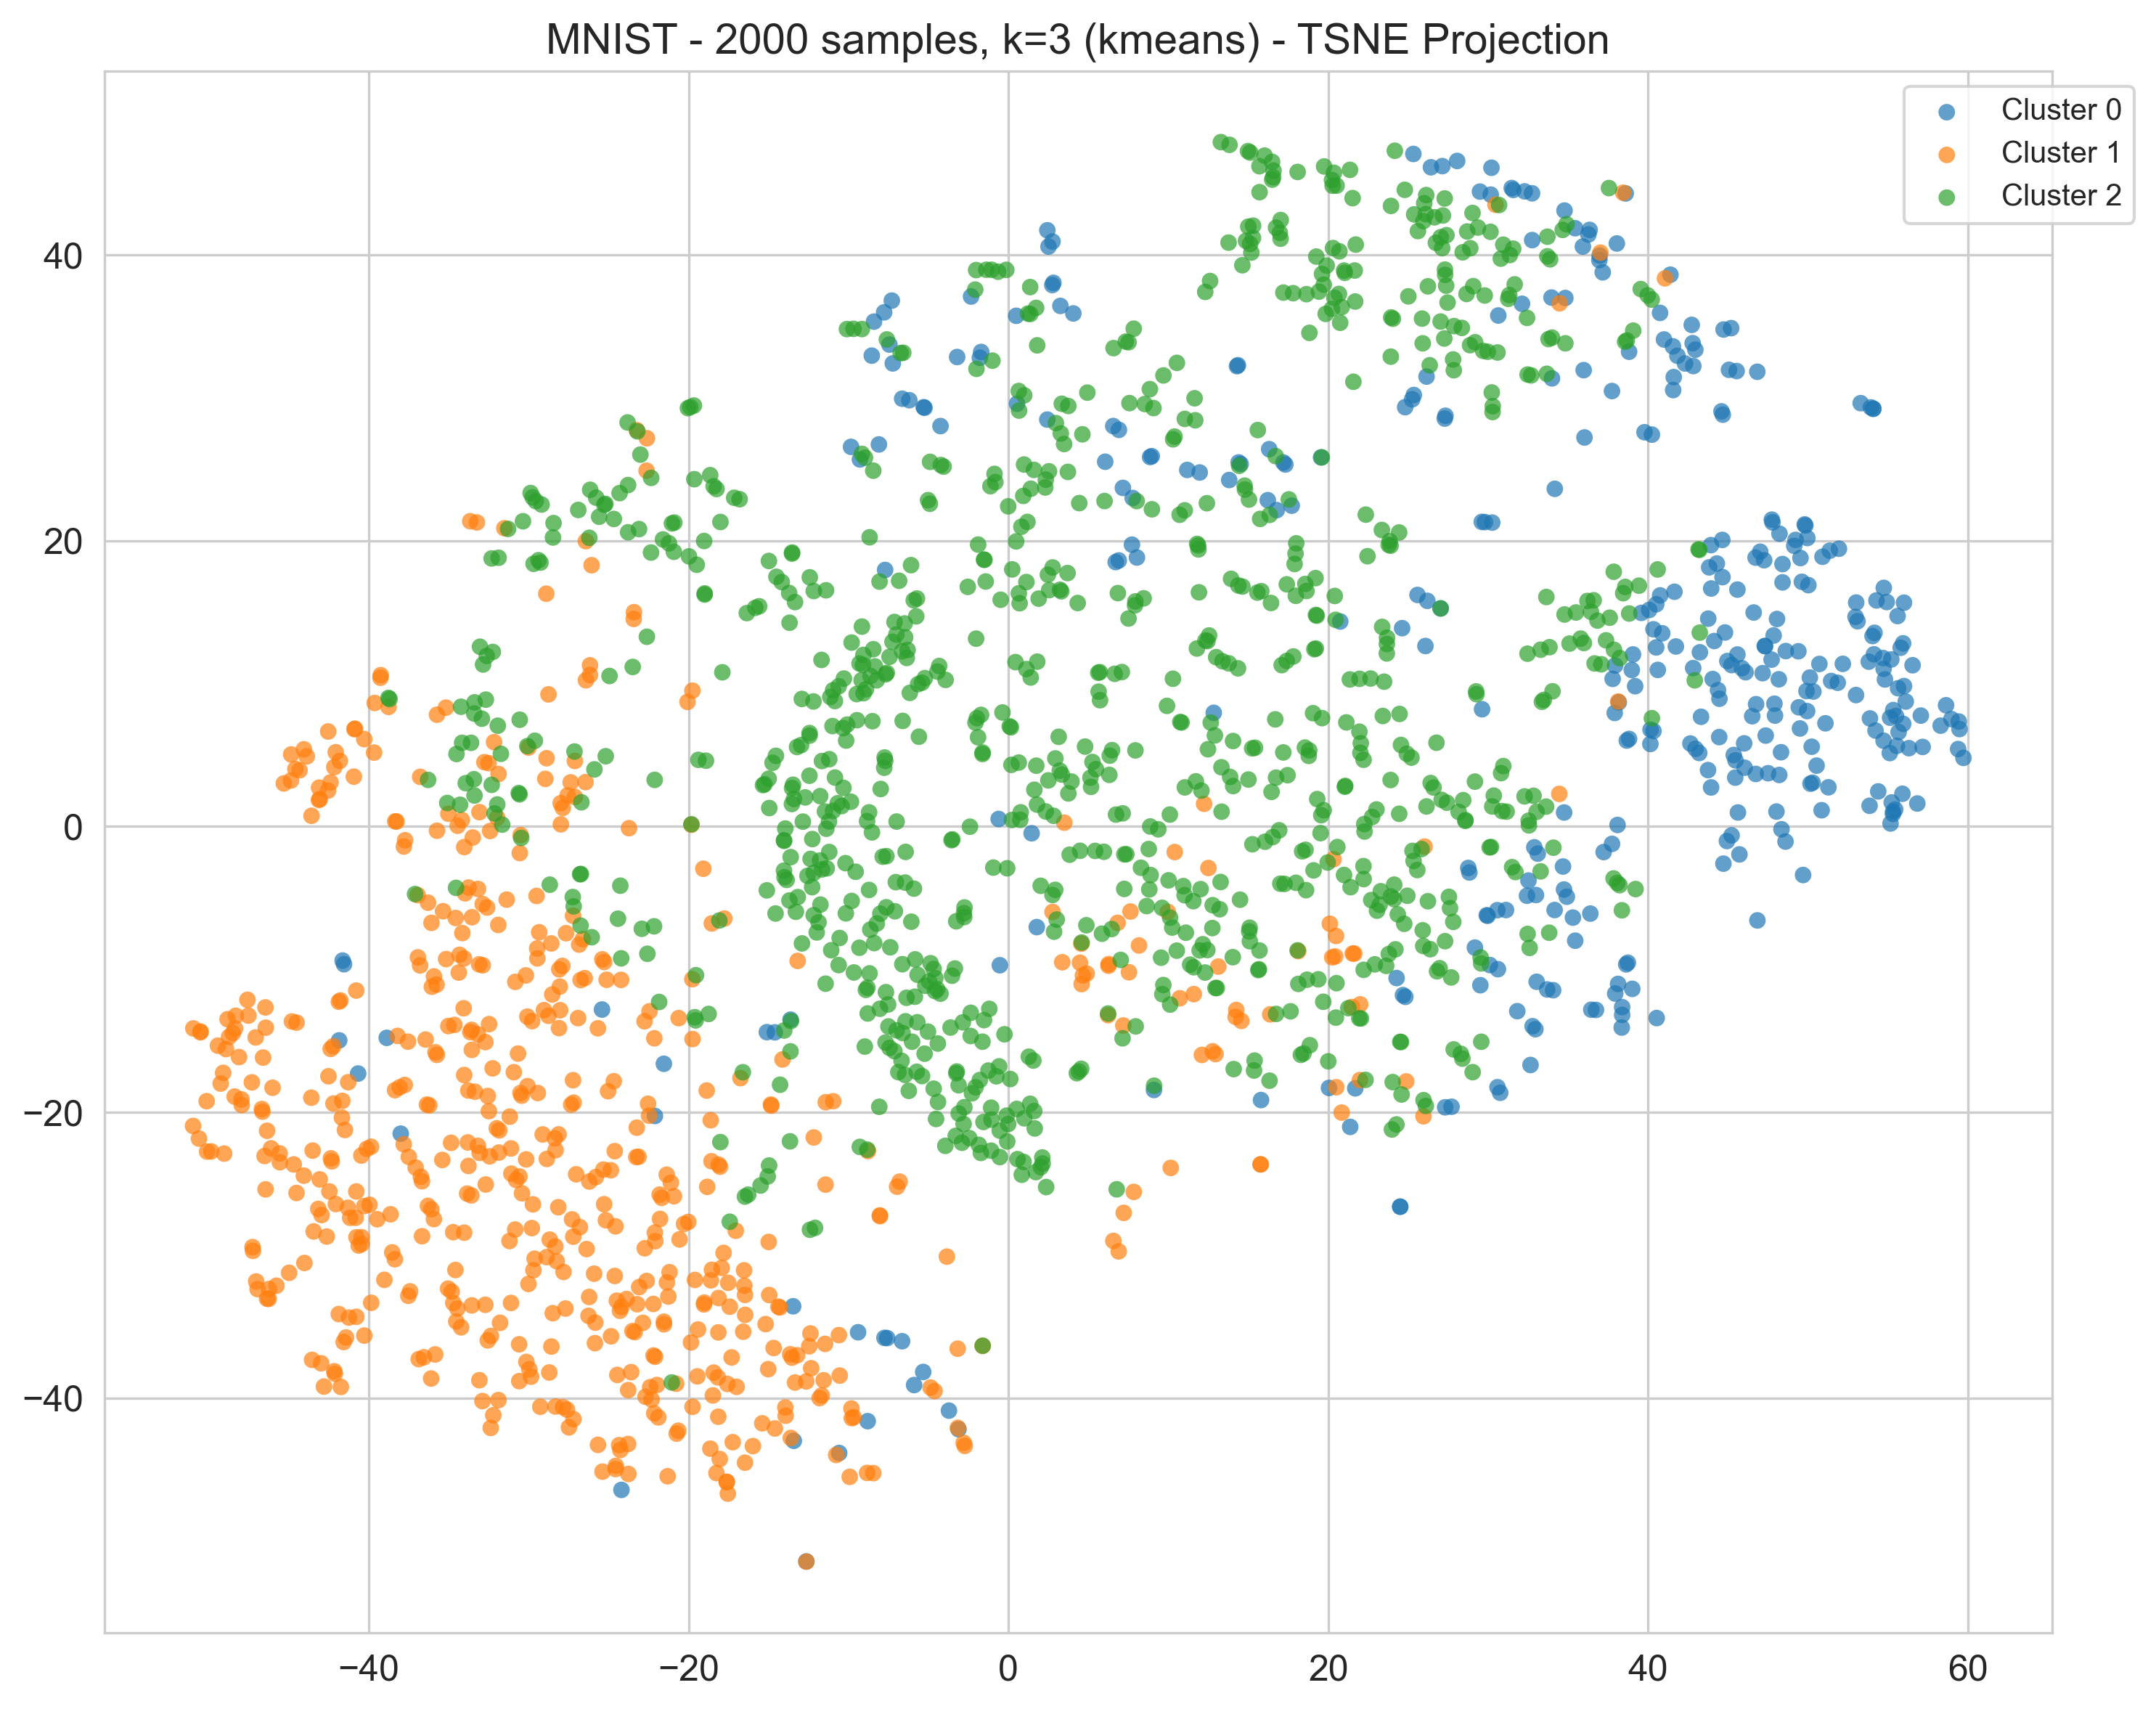 MNIST - 2000 samples, k=3 (kmeans) - TSNE Projection
Cluster 0
Cluster 1
Cluster 2
40
20
0
−20
−40
−40 −20 0 20 40 60